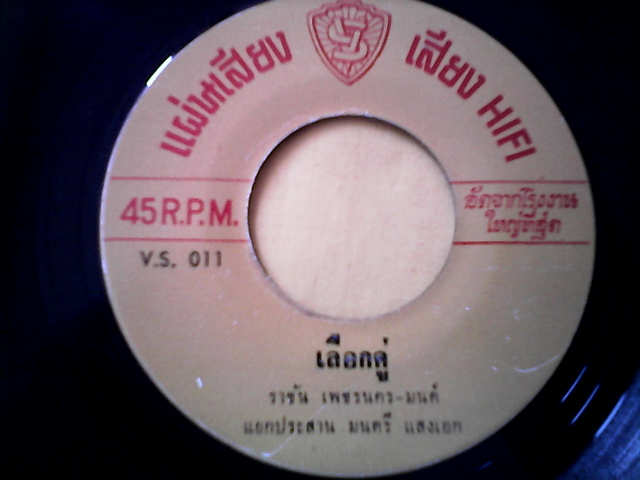 แผ่นเสียง
เสียง HIFI
45 R.P.M.
อัดจากโรงงาน
ใหญ่ที่สุด
V.S. 011
เลือกคู่
ราชัน เพชรนคร-มนต์
แยกประสาน มนตรี แสงเอก